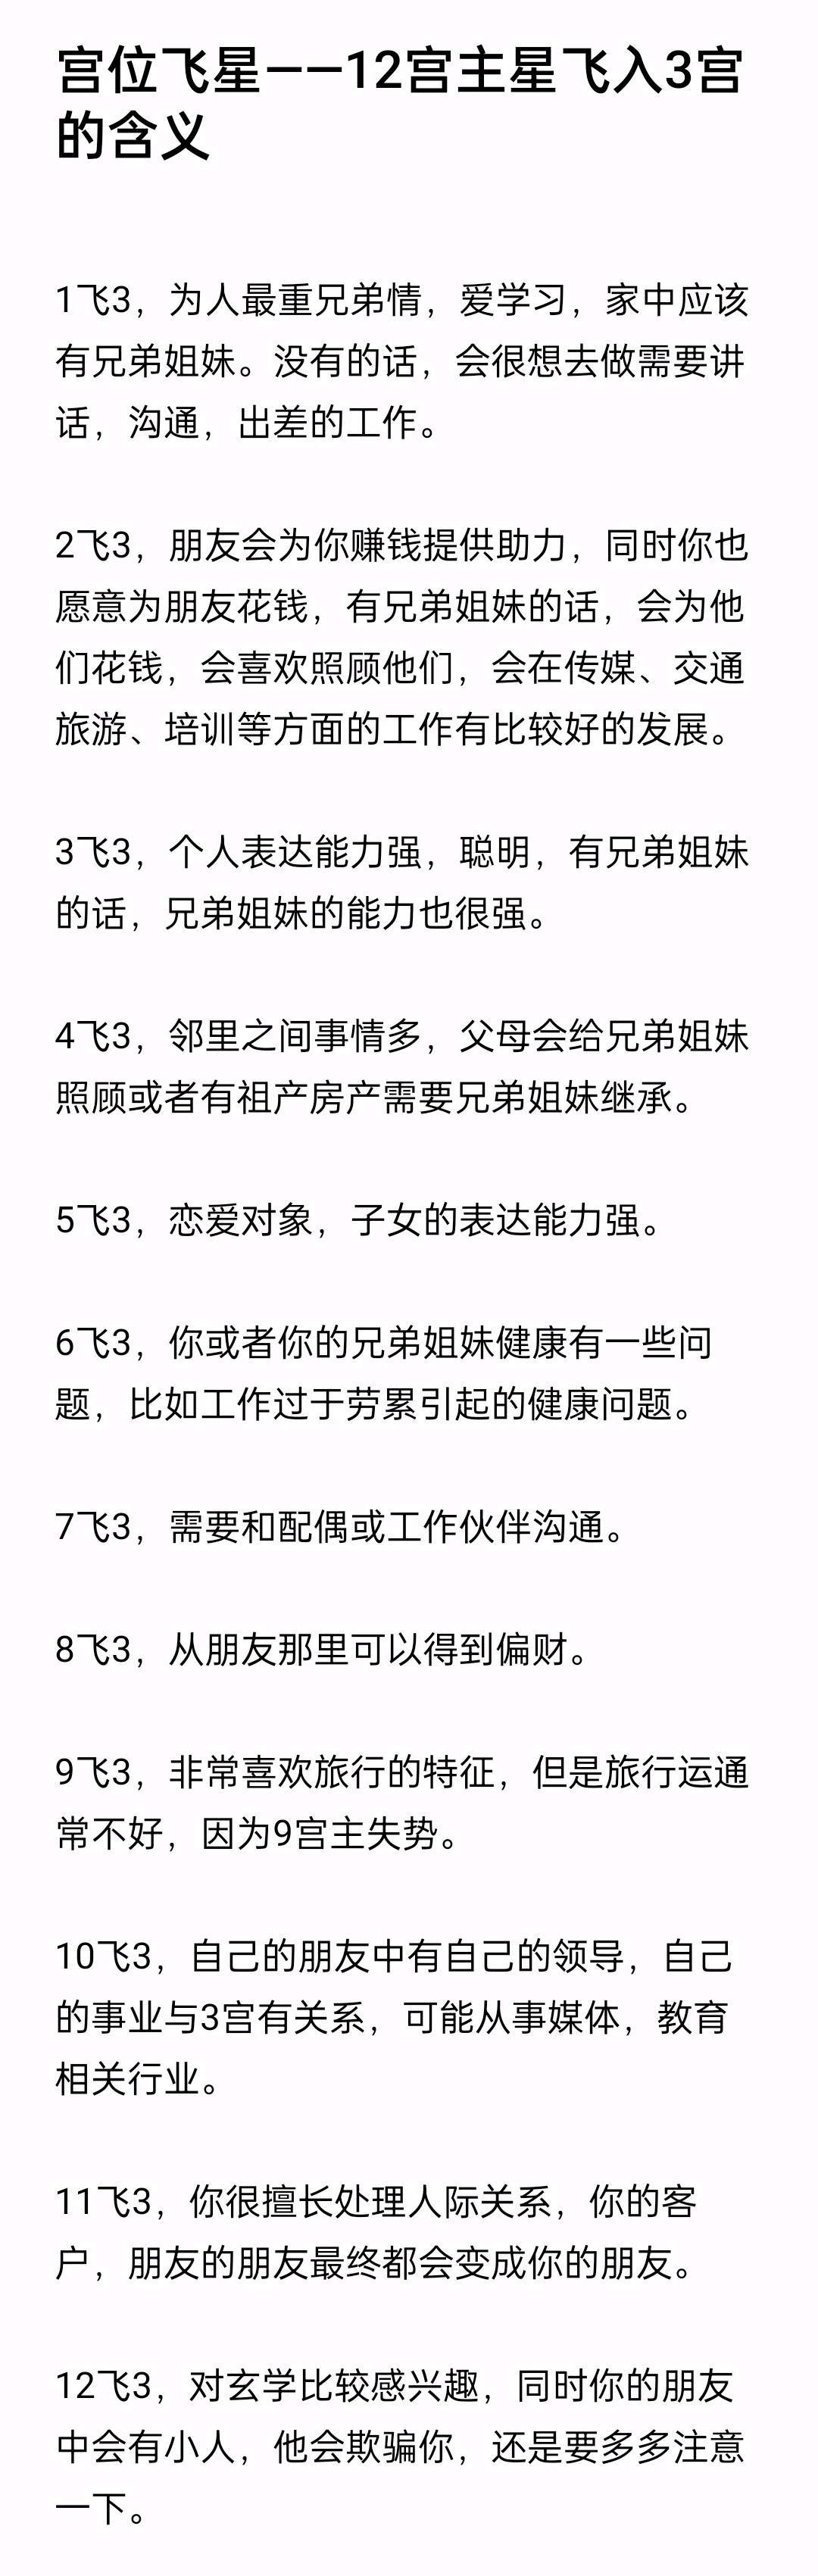 宫位飞星——12宫主星飞入3宫
的含义
1飞3，为人最重兄弟情，爱学习，家中应该
有兄弟姐妹。没有的话，会很想去做需要讲
话，沟通，出差的工作。
2飞3，朋友会为你赚钱提供助力，同时你也
愿意为朋友花钱，有兄弟姐妹的话，会为他
们花钱，会喜欢照顾他们，会在传媒、交通
旅游、培训等方面的工作有比较好的发展。
3飞3，个人表达能力强，聪明，有兄弟姐妹
的话，兄弟姐妹的能力也很强。
4飞3，邻里之间事情多，父母会给兄弟姐妹
照顾或者有祖产房产需要兄弟姐妹继承。
5飞3，恋爱对象，子女的表达能力强。
6飞3，你或者你的兄弟姐妹健康有一些问
题，比如工作过于劳累引起的健康问题。
7飞3，需要和配偶或工作伙伴沟通。
8飞3，从朋友那里可以得到偏财。
9飞3，非常喜欢旅行的特征，但是旅行运通
常不好，因为9宫主失势。
10飞3，自己的朋友中有自己的领导，自己
的事业与3宫有关系，可能从事媒体，教育
相关行业。
11飞3，你很擅长处理人际关系，你的客
户，朋友的朋友最终都会变成你的朋友。
12飞3，对玄学比较感兴趣，同时你的朋友
中会有小人，他会欺骗你，还是要多多注意
一下。